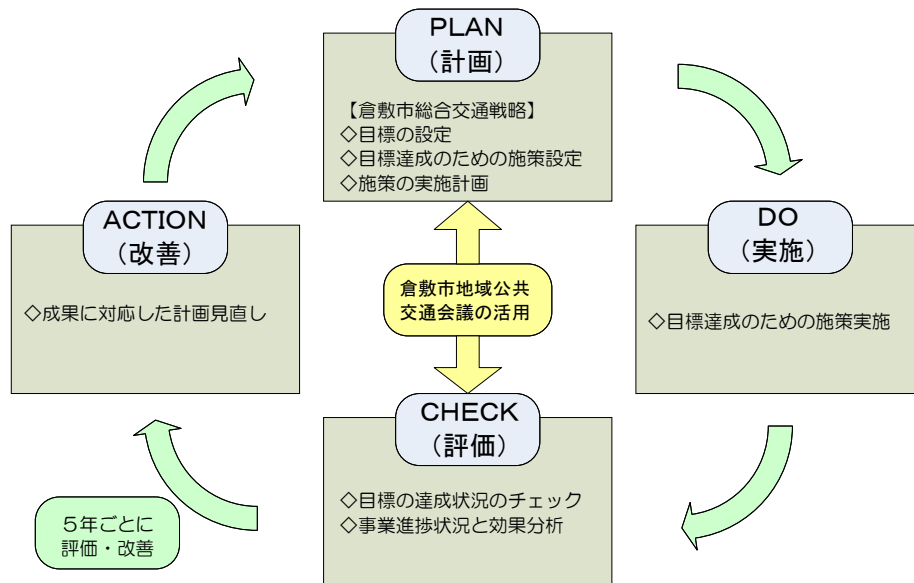 PLAN
（計画）
【倉敷市総合交通戦略】
◇目標の設定
◇目標達成のための施策設定
◇施策の実施計画
ACTION
（改善）
◇成果に対応した計画見直し
倉敷市地域公共
交通会議の活用
DO
（実施）
◇目標達成のための施策実施
CHECK
（評価）
◇目標の達成状況のチェック
◇事業進捗状況と効果分析
５年ごとに
評価・改善